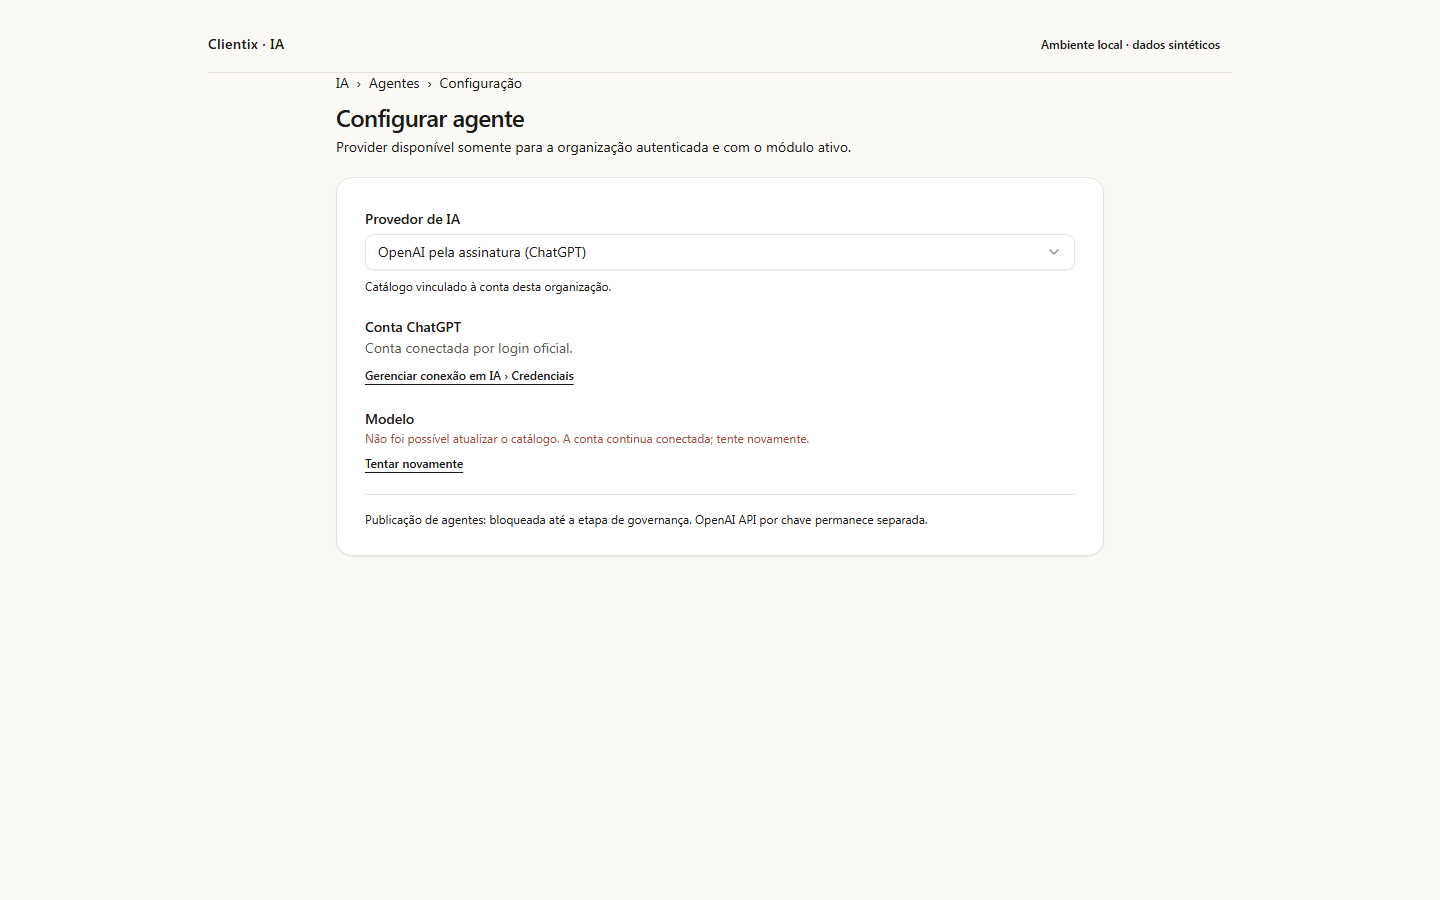 Clientix · IA
Ambiente local · dados sintéticos
IA › Agentes › Configuração
Configurar agente
Provider disponível somente para a organização autenticada e com o módulo ativo.
Provedor de IA
OpenAI pela assinatura (ChatGPT)
Catálogo vinculado à conta desta organização.
Conta ChatGPT
Conta conectada por login oficial.
Gerenciar conexão em IA › Credenciais
Modelo
Não foi possível atualizar o catálogo. A conta continua conectada; tente novamente.
Tentar novamente
Publicação de agentes: bloqueada até a etapa de governança. OpenAI API por chave permanece separada.